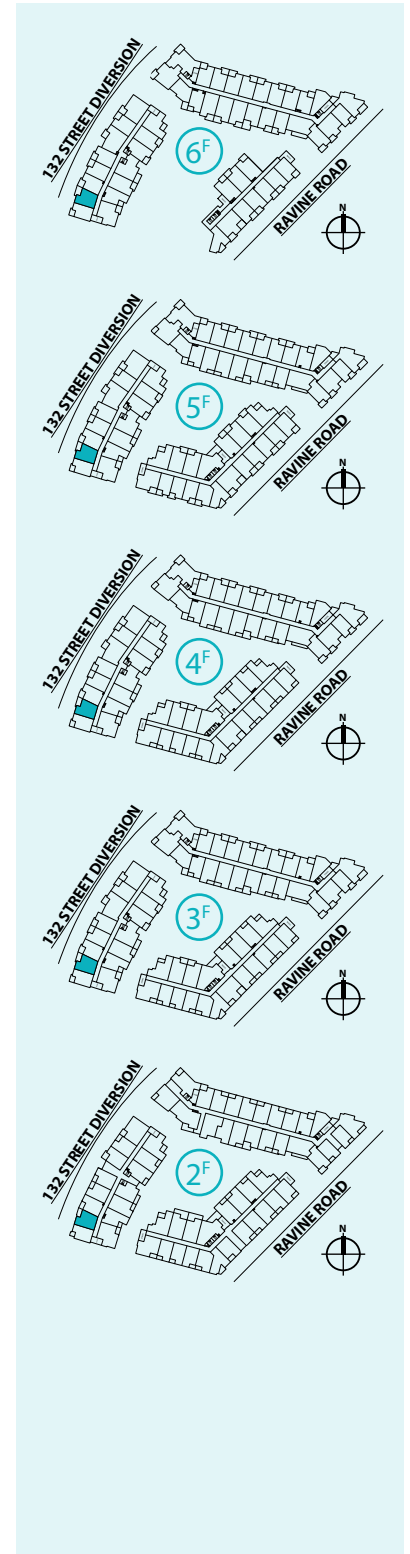 132 STREET DIVERSION
6F
RAVINE ROAD
N
132 STREET DIVERSION
5F
RAVINE ROAD
N
132 STREET DIVERSION
4F
RAVINE ROAD
N
132 STREET DIVERSION
3F
RAVINE ROAD
N
132 STREET DIVERSION
2F
RAVINE ROAD
N